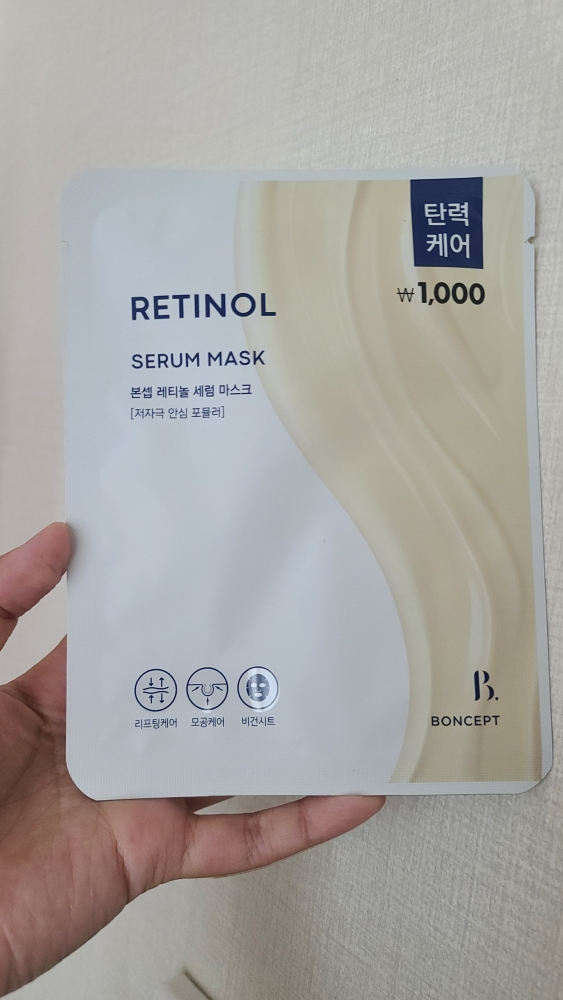 탄력
케어
₩1,000
RETINOL
SERUM MASK
본셉 레티놀 세럼 마스크
[저자극 안심 포뮬러]
리프팅케어 모공케어 비건시트
B.
BONCEPT